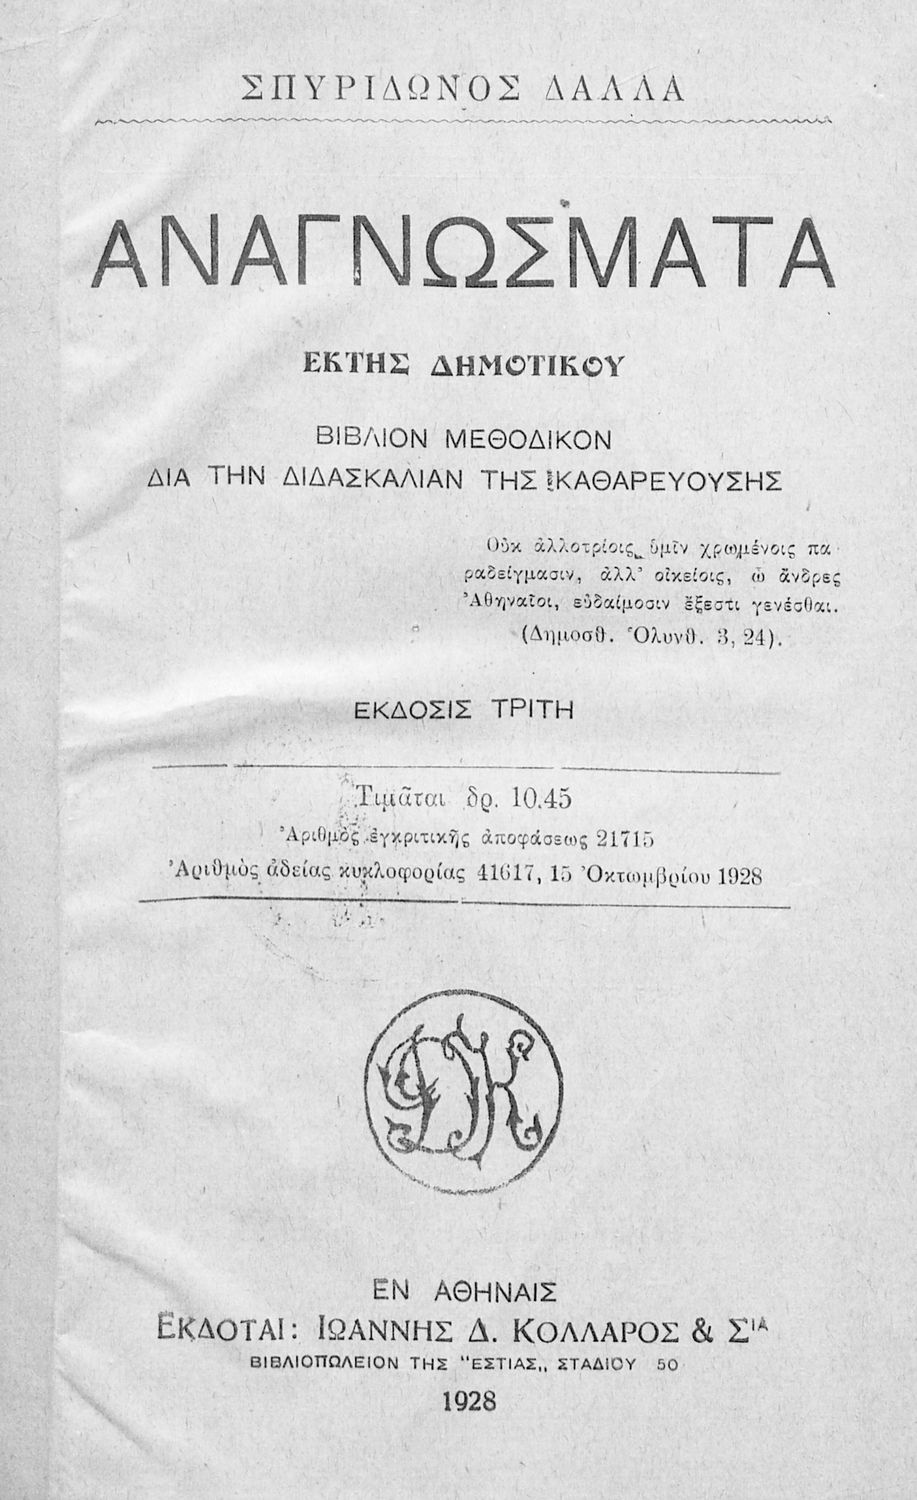 ΣΠΥΡΙΔΩΝΟΣ ΔΑΛΛΑ
ΑΝΑΓΝΩΣΜΑΤΑ
ΕΚΤΗΣ ΔΗΜΟΤΙΚΟΥ
ΒΙΒΛΙΟΝ ΜΕΘΟΔΙΚΟΝ
ΔΙΑ ΤΗΝ ΔΙΔΑΣΚΑΛΙΑΝ ΤΗΣ ΚΑΘΑΡΕΥΟΥΣΗΣ
Οὐκ ἀλλοτρίοις ὑμῖν χρωμένοις πα
ραδείγμασιν, ἀλλ' οἰκείοις, ὦ ἄνδρες
Ἀθηναῖοι, εὐδαίμοσιν ἔξεστι γενέσθαι.
(Δημοσθ. Ὀλυνθ. 3, 24).
ΕΚΔΟΣΙΣ ΤΡΙΤΗ
Τιμᾶται δρ. 10.45
Ἀριθμὸς ἐγκριτικῆς ἀποφάσεως 21715
Ἀριθμὸς ἀδείας κυκλοφορίας 41617, 15 Ὀκτωμβρίου 1928
ΙΔΚ
ΕΝ ΑΘΗΝΑΙΣ
ΕΚΔΟΤΑΙ: ΙΩΑΝΝΗΣ Δ. ΚΟΛΛΑΡΟΣ & ΣΙΑ
ΒΙΒΛΙΟΠΩΛΕΙΟΝ ΤΗΣ "ΕΣΤΙΑΣ,, ΣΤΑΔΙΟΥ 50
1928